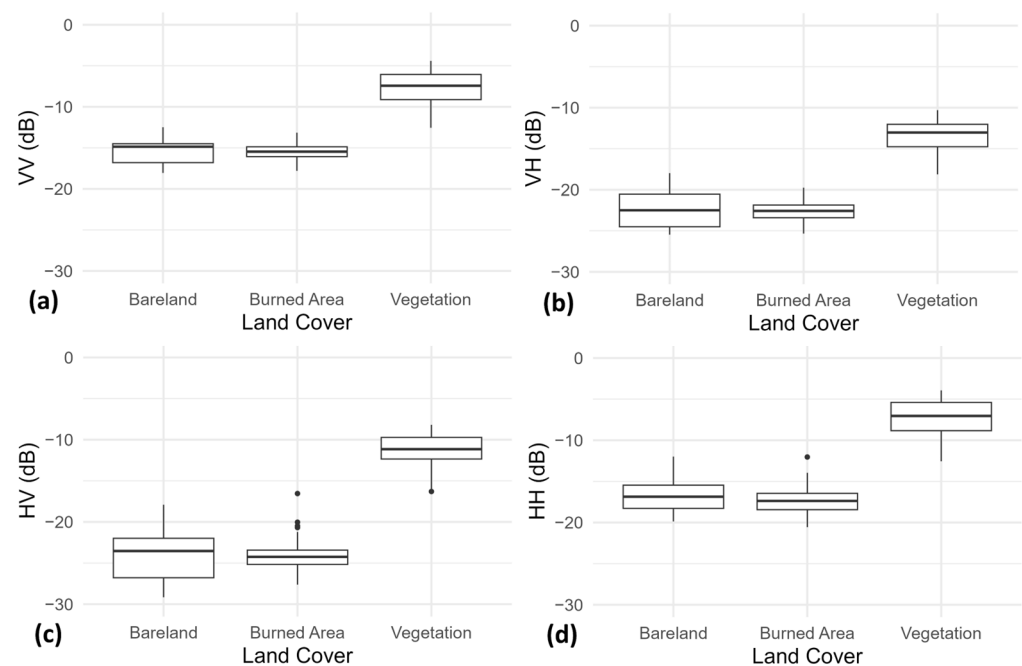 0
−10
−20
−30
VV (dB)
Bareland Burned Area Vegetation
Land Cover
(a)
0
−10
−20
−30
VH (dB)
Bareland Burned Area Vegetation
Land Cover
(b)
0
−10
−20
−30
HV (dB)
Bareland Burned Area Vegetation
Land Cover
(c)
0
−10
−20
−30
HH (dB)
Bareland Burned Area Vegetation
Land Cover
(d)